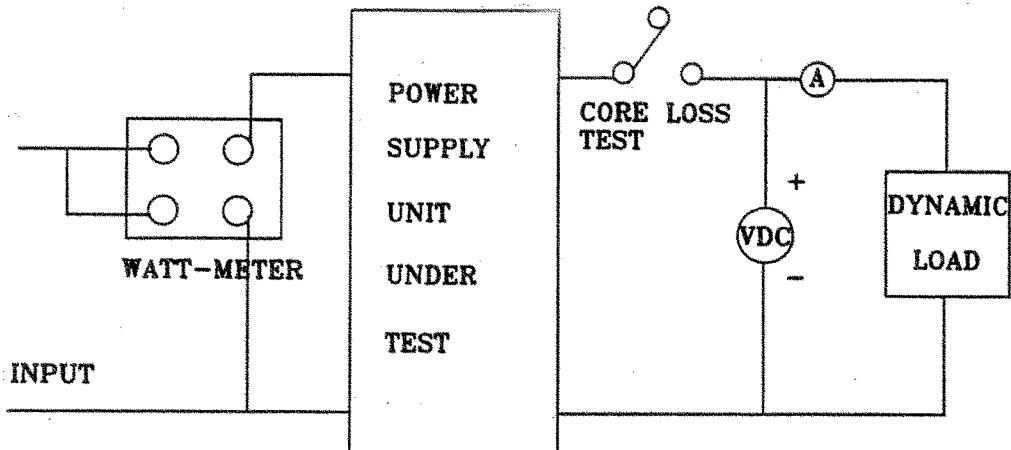 POWER
SUPPLY
UNIT
UNDER
TEST
CORE LOSS
TEST
A
+
VDC
−
DYNAMIC
LOAD
WATT-METER
INPUT